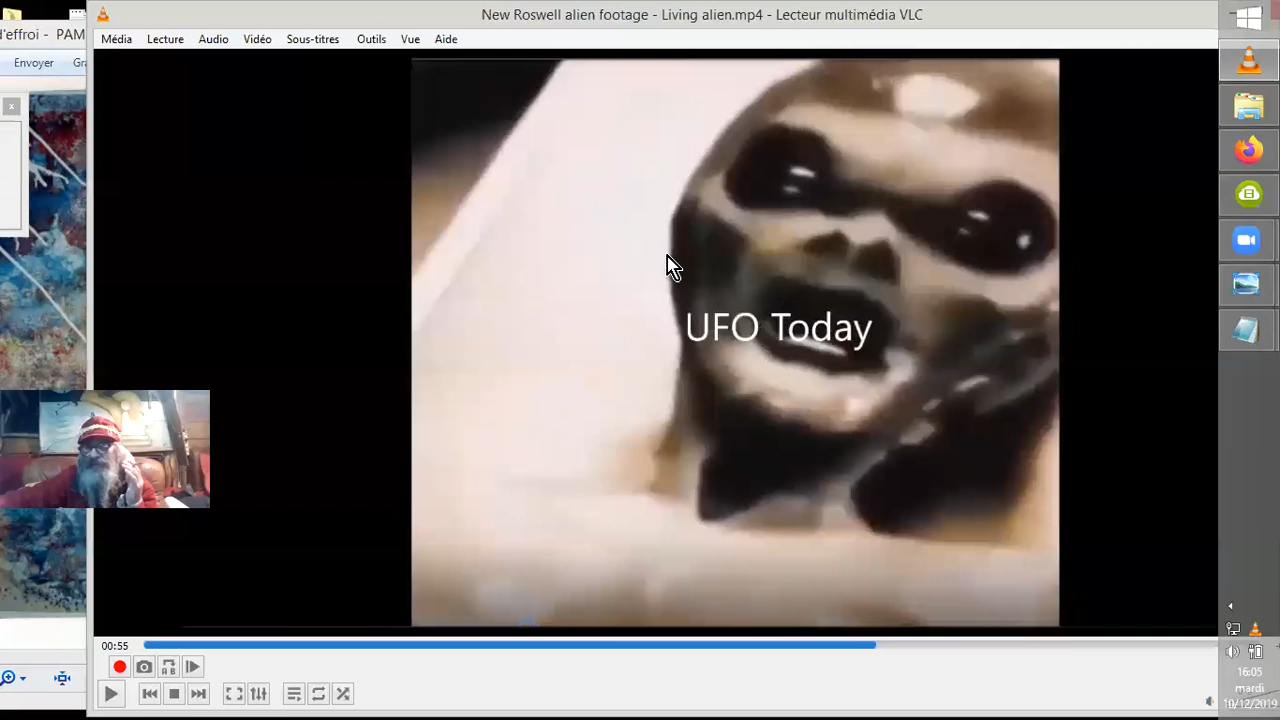 New Roswell alien footage - Living alien.mp4 - Lecteur multimédia VLC
d'effroi - PAM
Média Lecture Audio Vidéo Sous-titres Outils Vue Aide
Envoyer
UFO Today
00:55
16:05
mardi
10/12/2019